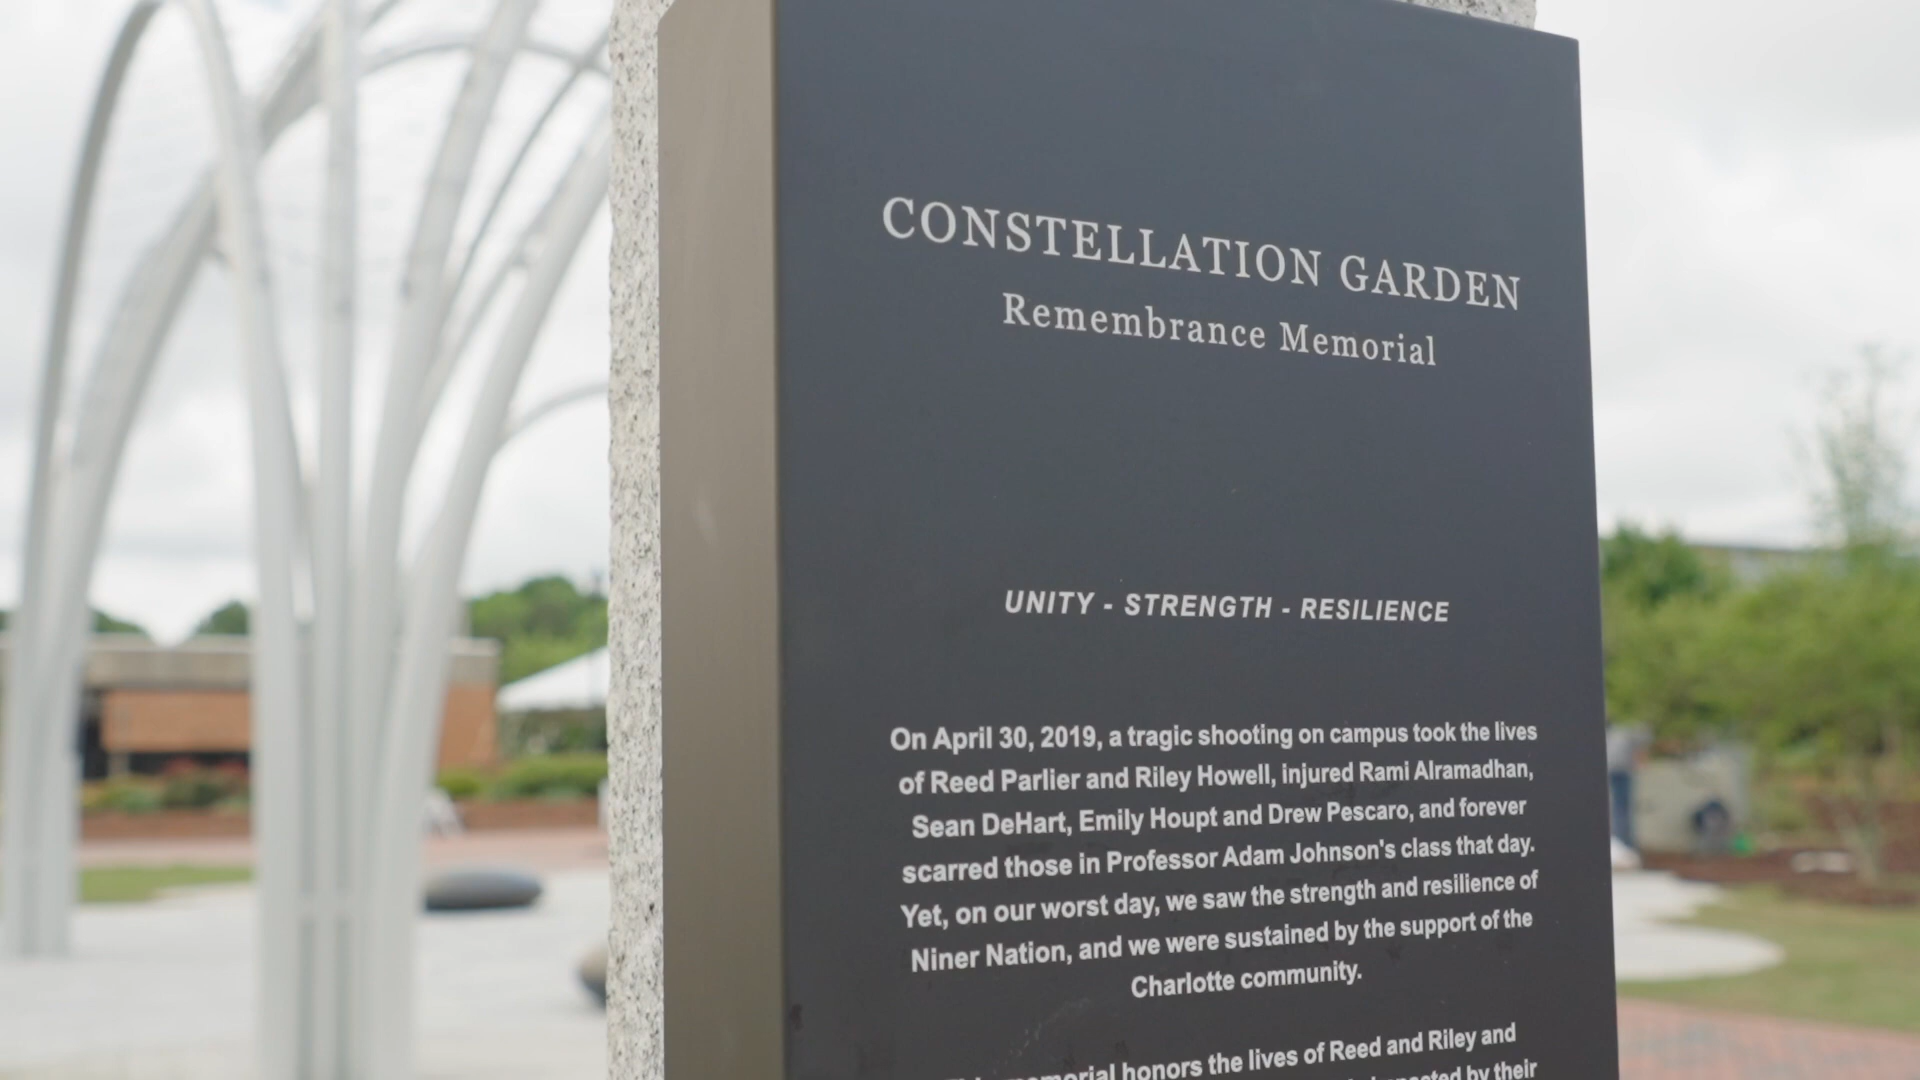 CONSTELLATION GARDEN
Remembrance Memorial
UNITY - STRENGTH - RESILIENCE
On April 30, 2019, a tragic shooting on campus took the lives
of Reed Parlier and Riley Howell, injured Rami Alramadhan,
Sean DeHart, Emily Houpt and Drew Pescaro, and forever
scarred those in Professor Adam Johnson's class that day.
Yet, on our worst day, we saw the strength and resilience of
Niner Nation, and we were sustained by the support of the
Charlotte community.
memorial honors the lives of Reed and Riley and
by their